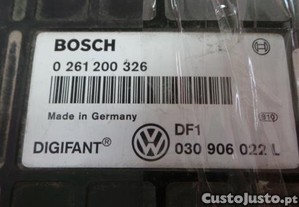 BOSCH
0 261 200 326
Made in Germany
DIGIFANT®
DF1
030 906 022 L
CustoJusto.pt